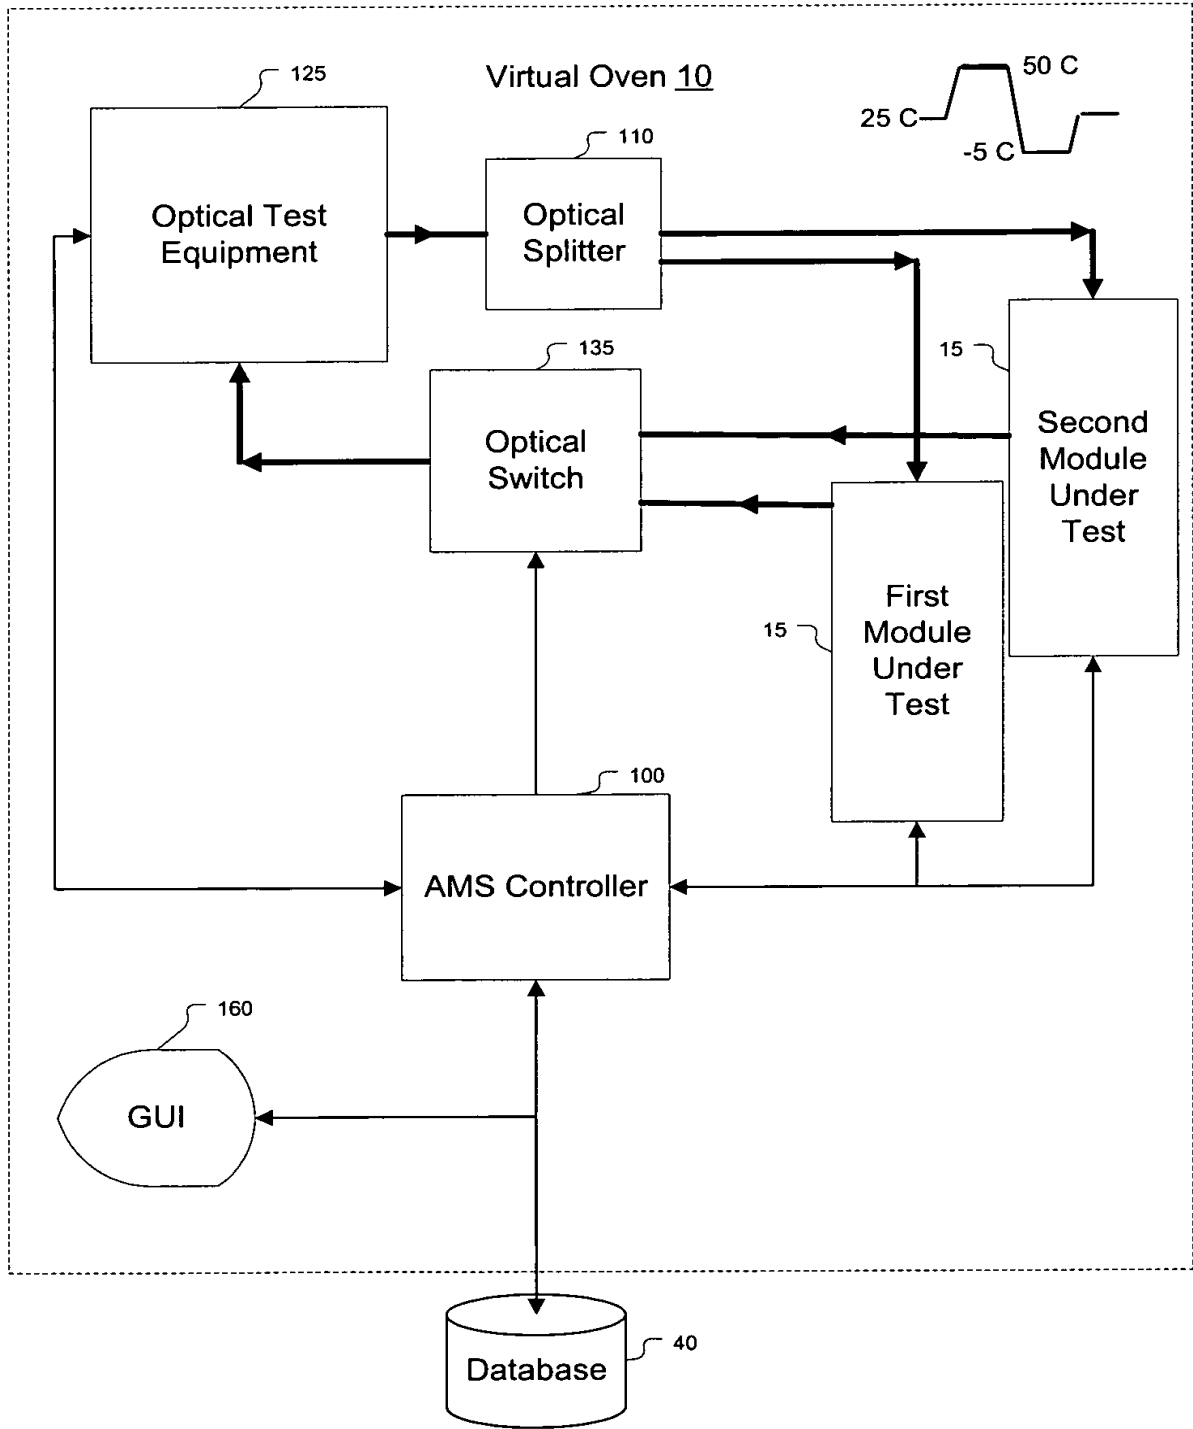 125
Virtual Oven 10
50 C
25 C
-5 C
110
Optical Test
Equipment
Optical
Splitter
135
15
Optical
Switch
Second
Module
Under
Test
15
First
Module
Under
Test
100
AMS Controller
160
GUI
Database
40